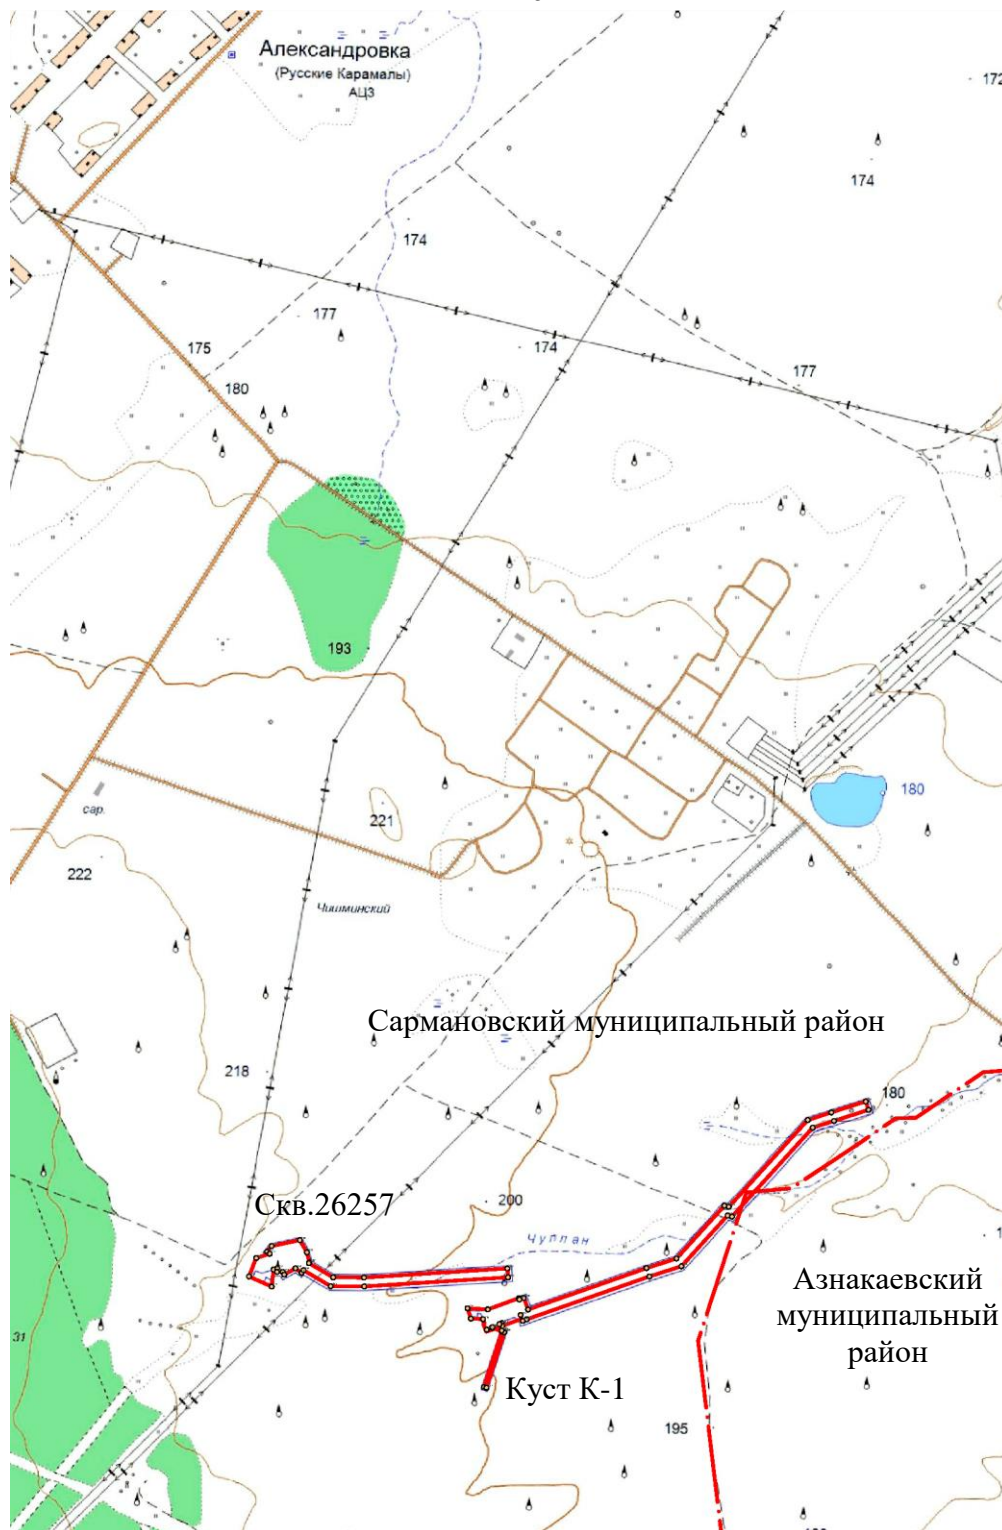 Александровка
(Русские Карамалы)
АЦЗ
172
174
174
177
174
175
177
180
193
180
сар.
221
222
Чишминский
Сармановский муниципальный район
218
180
Скв.26257
200
Чуплан
Азнакаевский
муниципальный
район
31
Куст К-1
195